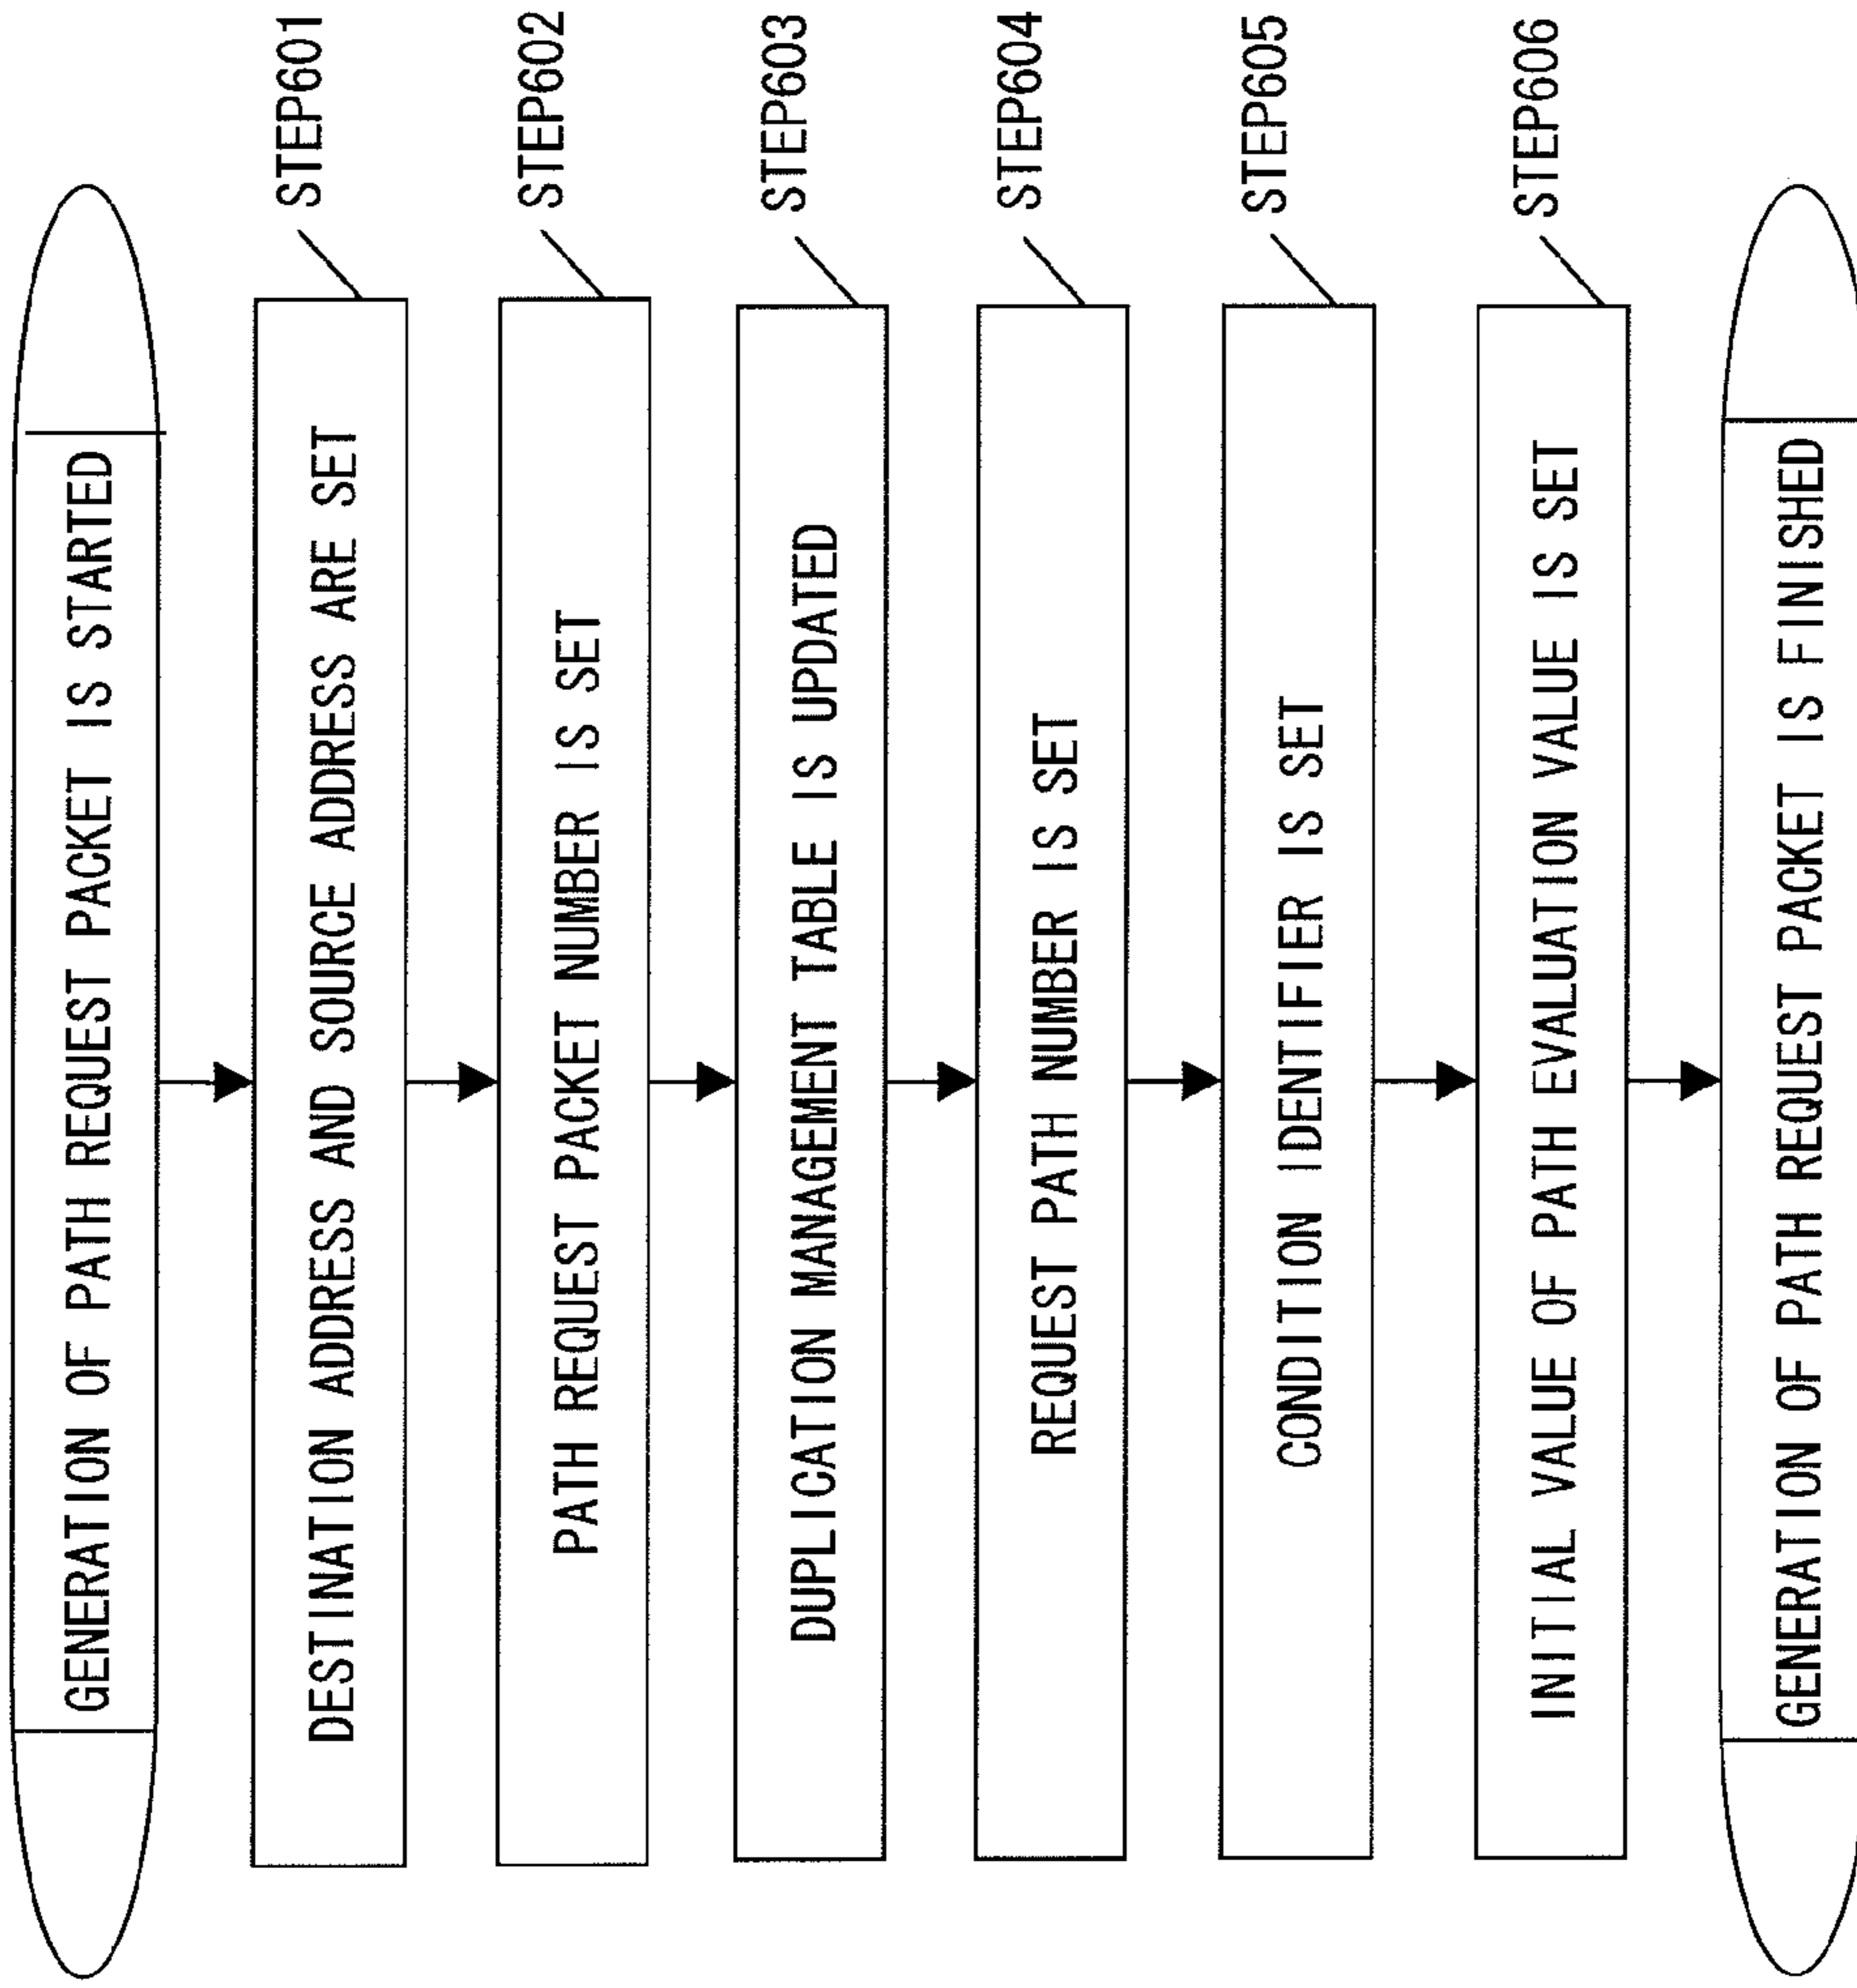 GENERATION OF PATH REQUEST PACKET IS STARTED
STEP601
DESTINATION ADDRESS AND SOURCE ADDRESS ARE SET
STEP602
PATH REQUEST PACKET NUMBER IS SET
STEP603
DUPLICATION MANAGEMENT TABLE IS UPDATED
STEP604
REQUEST PATH NUMBER IS SET
STEP605
CONDITION IDENTIFIER IS SET
STEP606
INITIAL VALUE OF PATH EVALUATION VALUE IS SET
GENERATION OF PATH REQUEST PACKET IS FINISHED